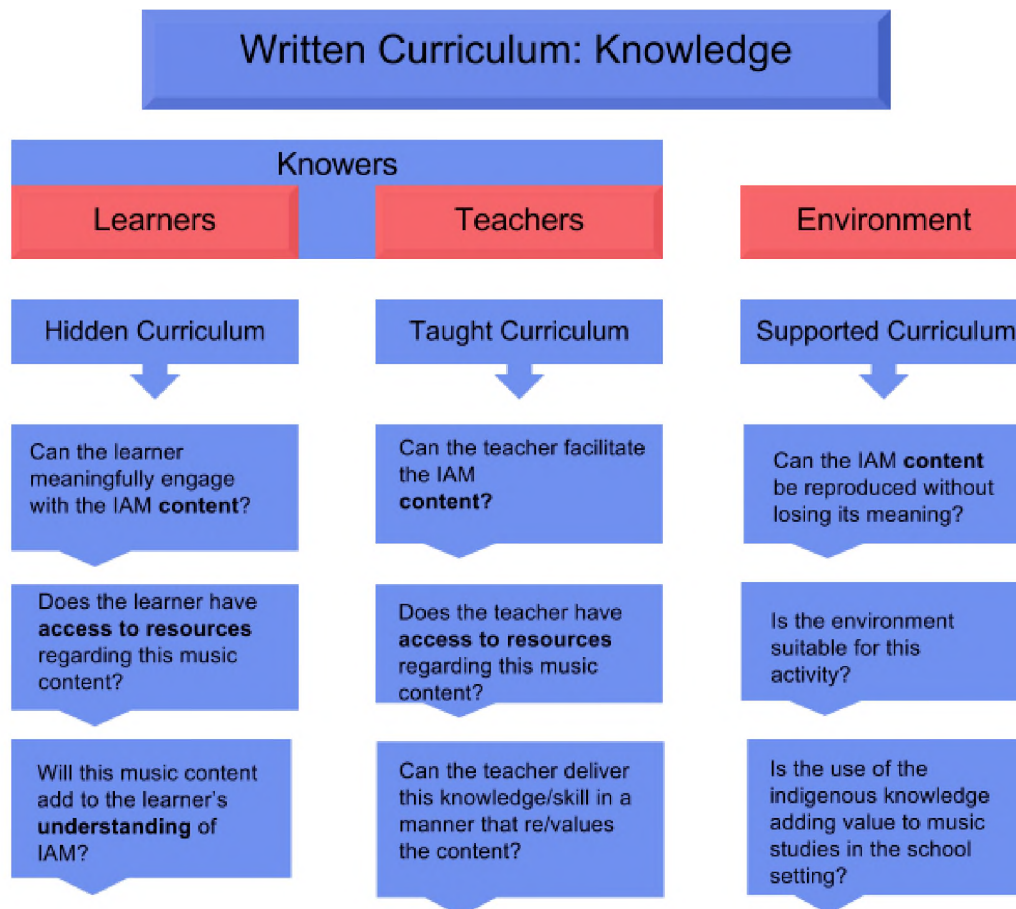 Written Curriculum: Knowledge
Knowers
Learners
Teachers
Environment
Hidden Curriculum
Taught Curriculum
Supported Curriculum
Can the learner
meaningfully engage
with the IAM content?
Can the teacher facilitate
the IAM
content?
Can the IAM content
be reproduced without
losing its meaning?
Does the learner have
access to resources
regarding this music
content?
Does the teacher have
access to resources
regarding this music
content?
Is the environment
suitable for this
activity?
Will this music content
add to the learner's
understanding of
IAM?
Can the teacher deliver
this knowledge/skill in a
manner that re/values
the content?
Is the use of the
indigenous knowledge
adding value to music
studies in the school
setting?